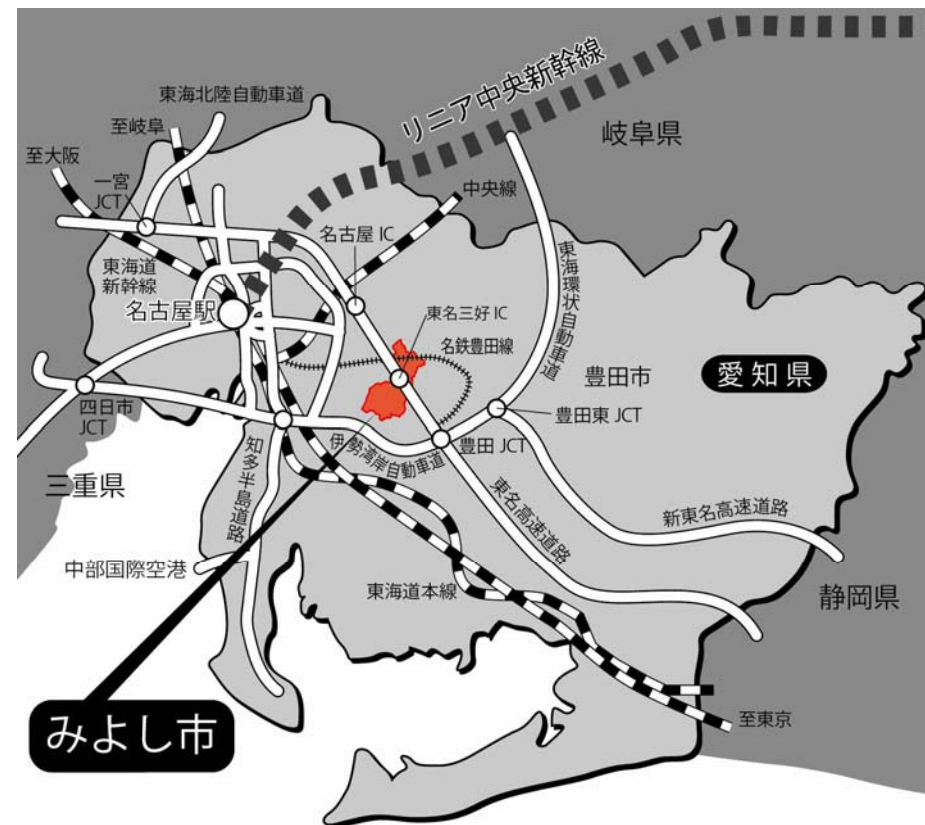 リニア中央新幹線
東海北陸自動車道
至岐阜
岐阜県
至大阪
一宮
JCT
中央線
名古屋 IC
東海道
新幹線
東海環状自動車道
名古屋駅
東名三好 IC
名鉄豊田線
豊田市
愛知県
四日市
JCT
豊田東 JCT
豊田 JCT
伊勢湾岸自動車道
知多半島道路
三重県
東名高速道路
新東名高速道路
中部国際空港
東海道本線
静岡県
みよし市
至東京